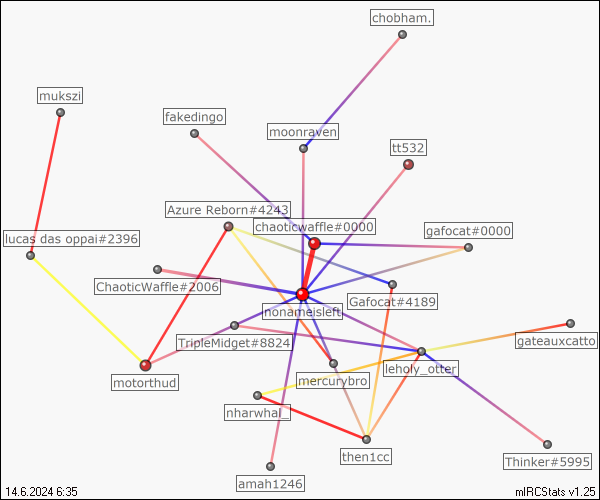 chobham.
mukszi
fakedingo
moonraven
tt532
Azure Reborn#4243
chaoticwaffle#0000
gafocat#0000
lucas das oppai#2396
ChaoticWaffle#2006
Gafocat#4189
nonameisleft
TripleMidget#8824
gateauxcatto
leholy_otter
motorthud
mercurybro
nharwhal_
then1cc
Thinker#5995
amah1246
14.6.2024 6:35
mIRCStats v1.25